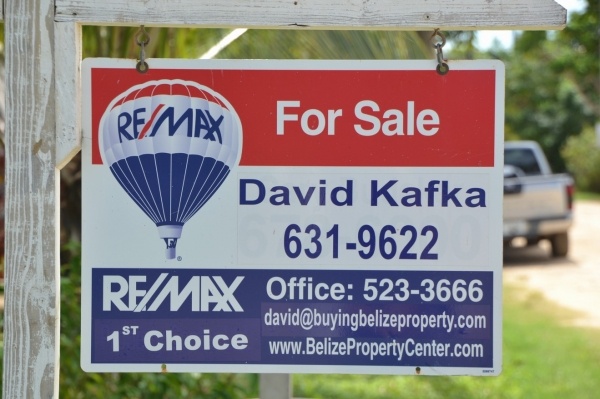 RE/MAX
For Sale
David Kafka
631-9622
RE/MAX
1ST Choice
Office: 523-3666
david@buyingbelizeproperty.com
www.BelizePropertyCenter.com